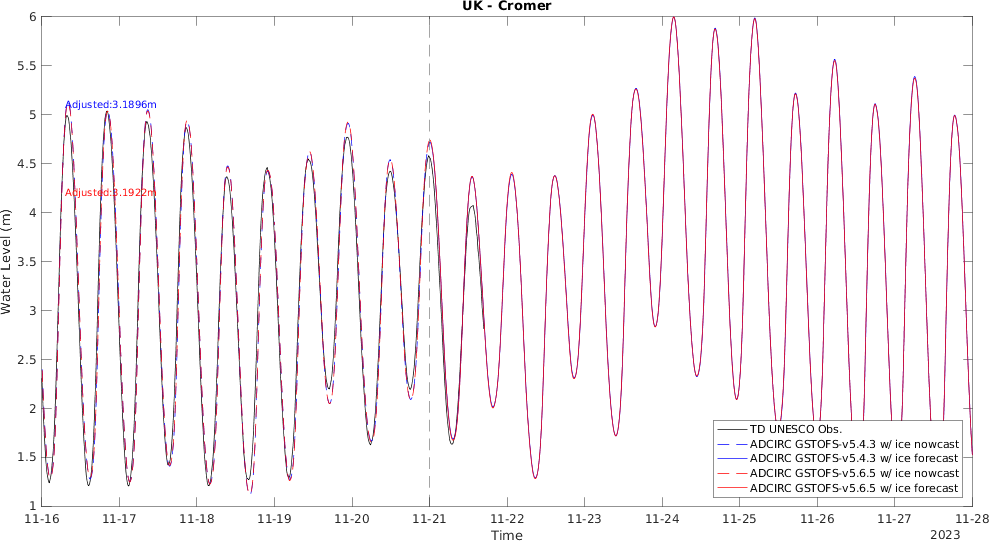 UK - Cromer
6
5.5
5
4.5
4
3.5
3
2.5
2
1.5
1
Water Level (m)
Adjusted:3.1896m
Adjusted:3.1922m
TD UNESCO Obs.
ADCIRC GSTOFS-v5.4.3 w/ ice nowcast
ADCIRC GSTOFS-v5.4.3 w/ ice forecast
ADCIRC GSTOFS-v5.6.5 w/ ice nowcast
ADCIRC GSTOFS-v5.6.5 w/ ice forecast
11-16 11-17 11-18 11-19 11-20 11-21 11-22 11-23 11-24 11-25 11-26 11-27 11-28
Time
2023